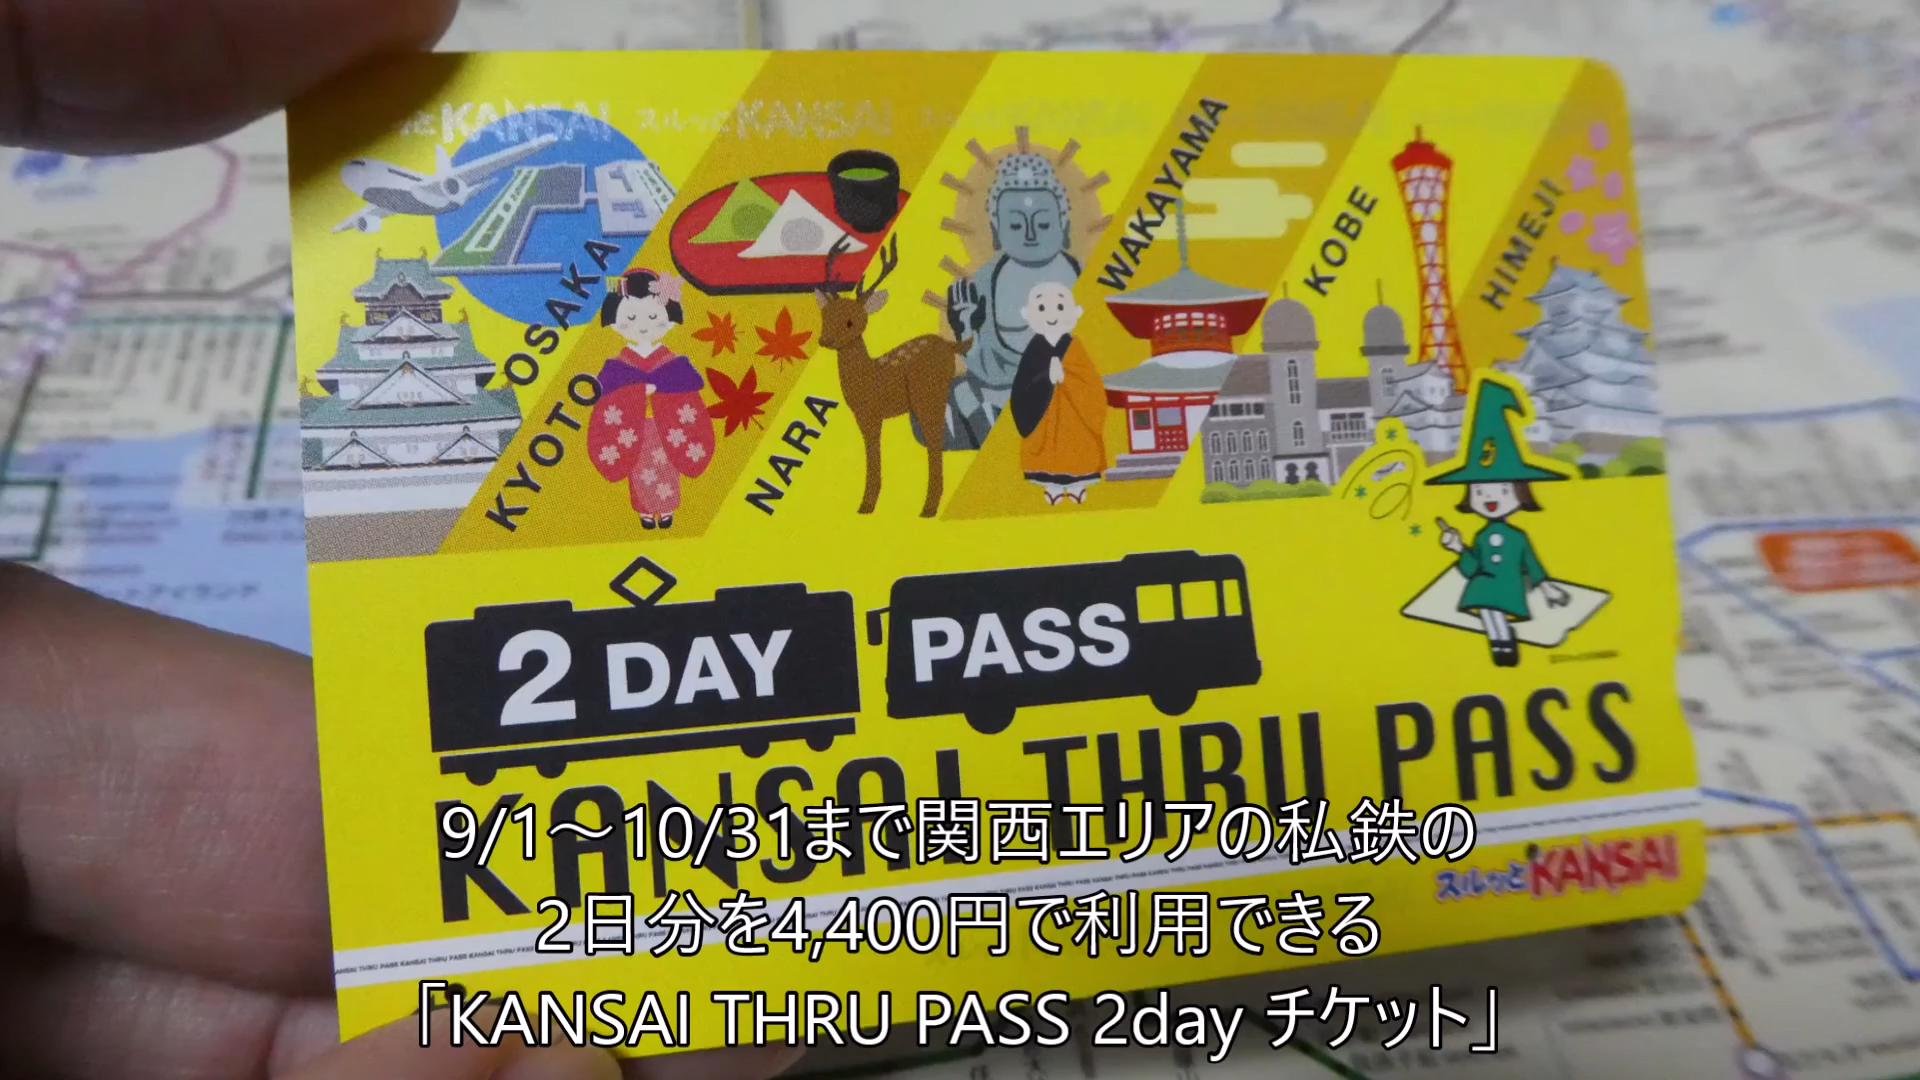 スルッとKANSAI
OSAKA
KYOTO
NARA
WAKAYAMA
KOBE
HIMEJI
2 DAY
PASS
KANSAI THRU PASS
スルッとKANSAI
9/1～10/31まで関西エリアの私鉄の
2日分を4,400円で利用できる
「KANSAI THRU PASS 2day チケット」